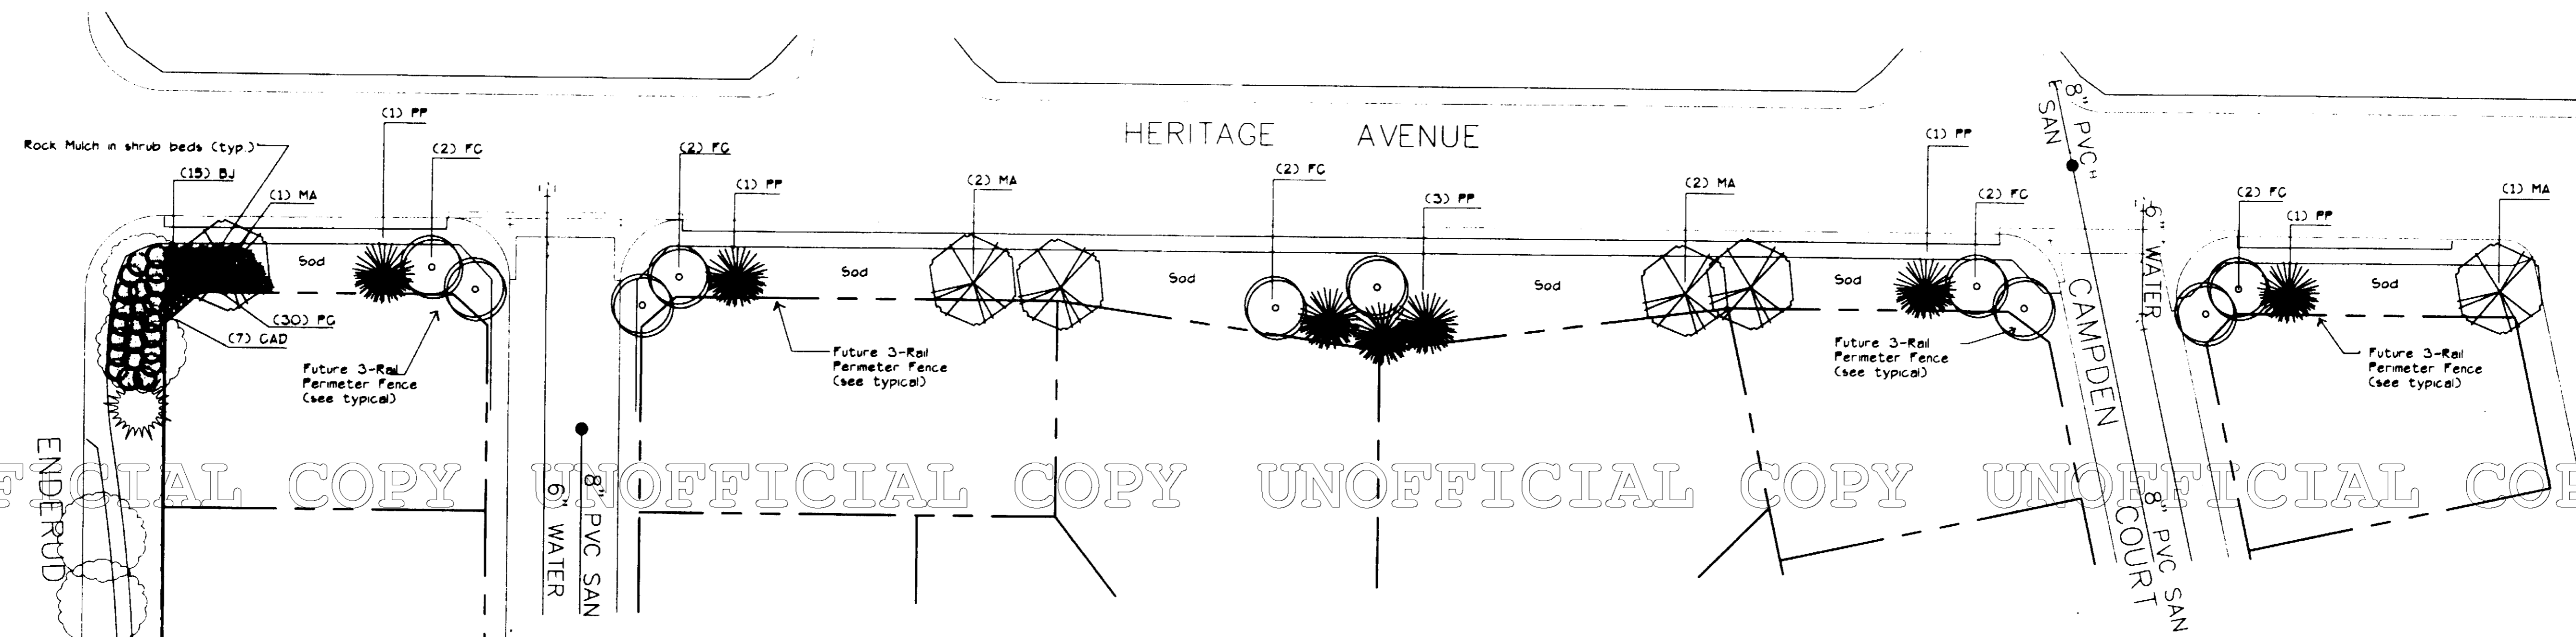 HERITAGE AVENUE
Rock Mulch in shrub beds (typ.)
(15) BJ
(1) MA
(1) PP
(2) FC
(2) FC
(1) PP
(2) MA
(2) FC
(3) PP
(2) MA
(1) PP
(2) FC
(2) FC
(1) PP
(1) MA
8" PVC
SAN
6" WATER
Sod
Sod
Sod
Sod
Sod
Sod
(30) PC
(7) CAD
Future 3-Rail
Perimeter Fence
(see typical)
Future 3-Rail
Perimeter Fence
(see typical)
Future 3-Rail
Perimeter Fence
(see typical)
Future 3-Rail
Perimeter Fence
(see typical)
ENDERUD
6" WATER
8" PVC SAN
CAMPDEN COURT
8" PVC SAN
FICIAL COPY UNOFFICIAL COPY UNOFFICIAL COPY UNOFFICIAL CO